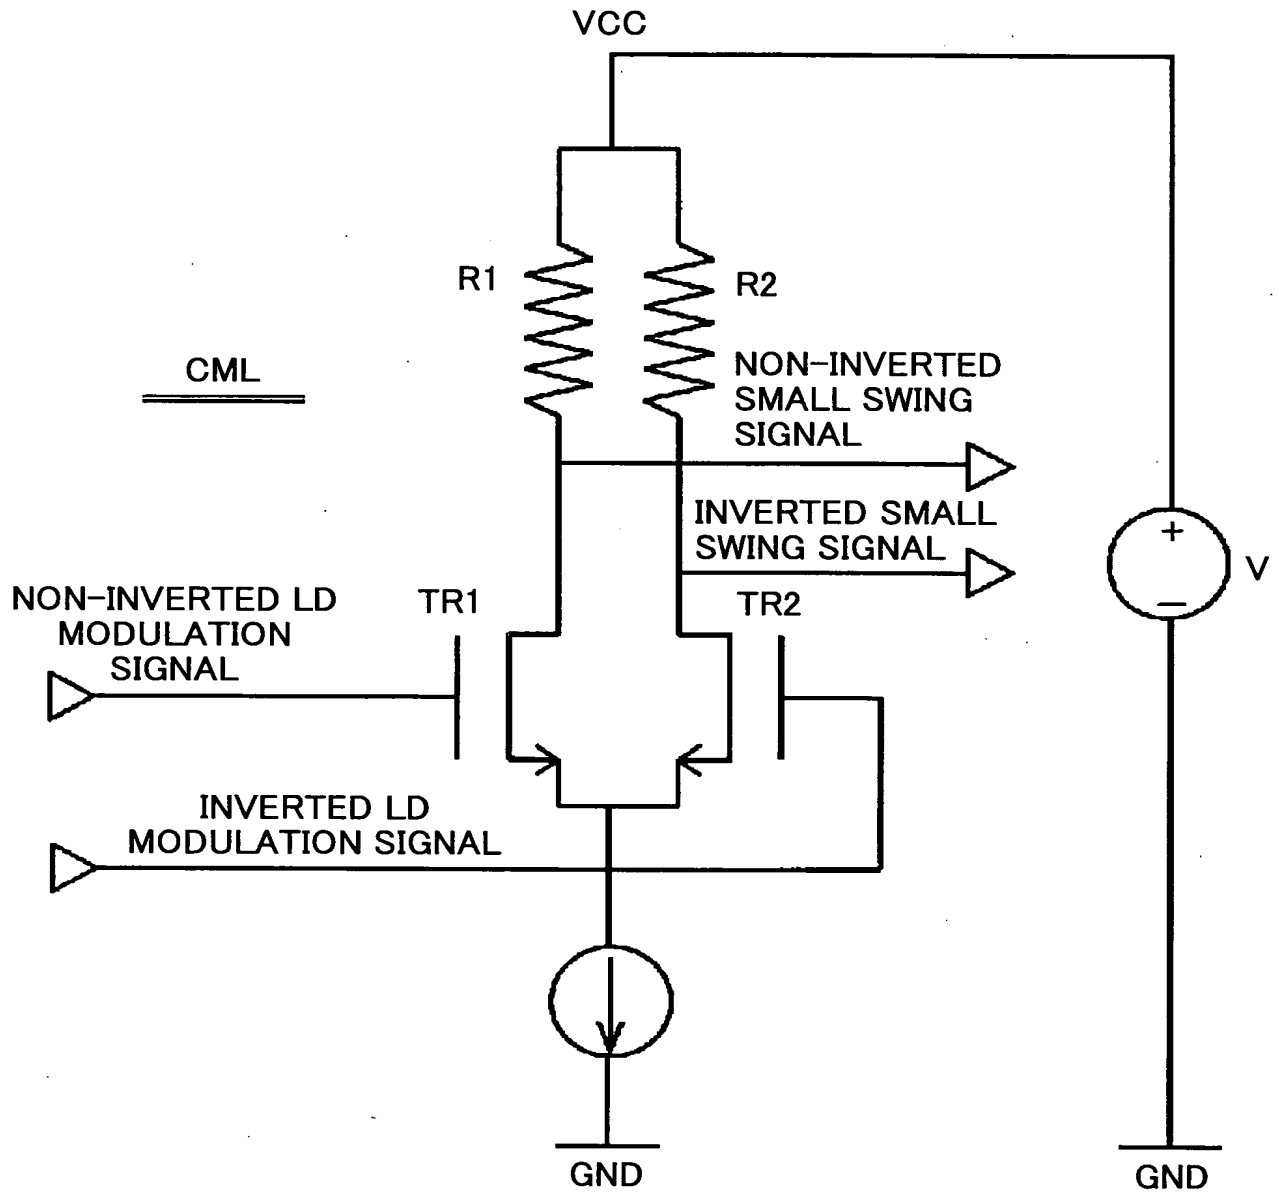 VCC
R1
R2
CML
NON-INVERTED
SMALL SWING
SIGNAL
INVERTED SMALL
SWING SIGNAL
+
−
V
NON-INVERTED LD
MODULATION
SIGNAL
TR1
TR2
INVERTED LD
MODULATION SIGNAL
GND
GND